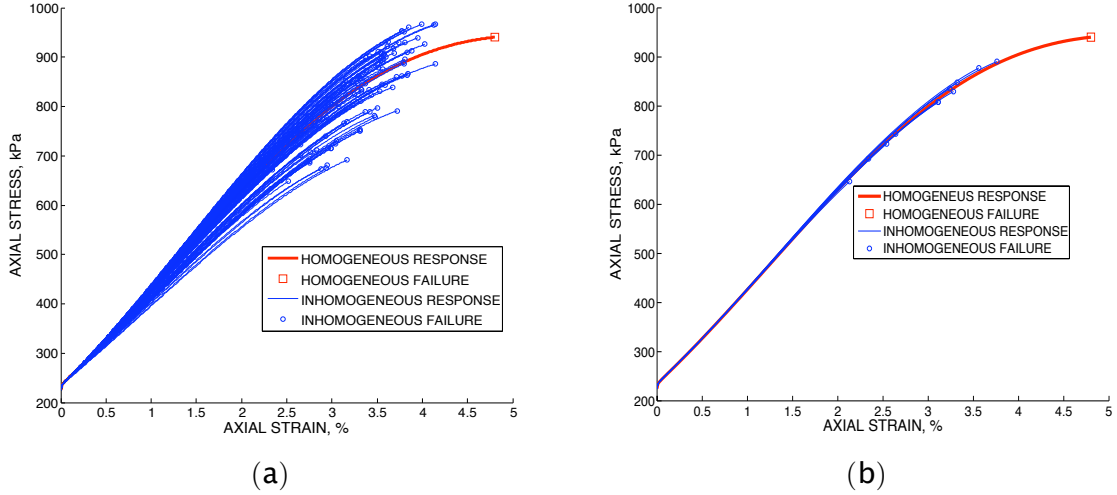 1000
900
800
700
600
500
400
300
200
AXIAL STRESS, kPa
HOMOGENEOUS RESPONSE
HOMOGENEOUS FAILURE
INHOMOGENEOUS RESPONSE
INHOMOGENEOUS FAILURE
0 0.5 1 1.5 2 2.5 3 3.5 4 4.5 5
AXIAL STRAIN, %
(a)
1000
900
800
700
600
500
400
300
200
AXIAL STRESS, kPa
HOMOGENEUS RESPONSE
HOMOGENEOUS FAILURE
INHOMOGENEOUS RESPONSE
INHOMOGENEOUS FAILURE
0 0.5 1 1.5 2 2.5 3 3.5 4 4.5 5
AXIAL STRAIN, %
(b)